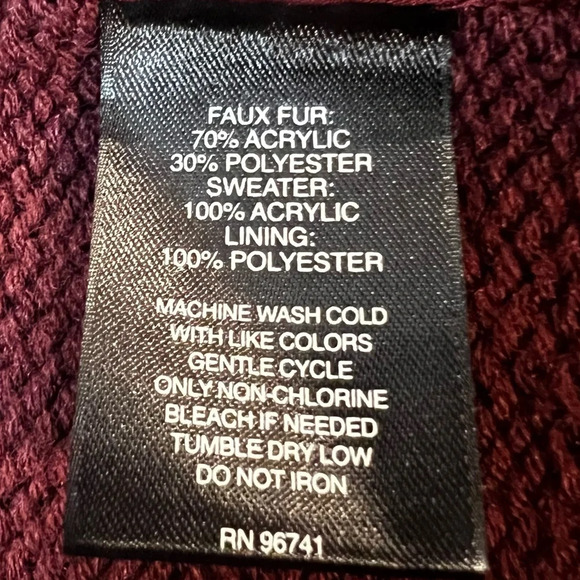 FAUX FUR:
70% ACRYLIC
30% POLYESTER
SWEATER:
100% ACRYLIC
LINING:
100% POLYESTER
MACHINE WASH COLD
WITH LIKE COLORS
GENTLE CYCLE
ONLY NON-CHLORINE
BLEACH IF NEEDED
TUMBLE DRY LOW
DO NOT IRON
RN 96741